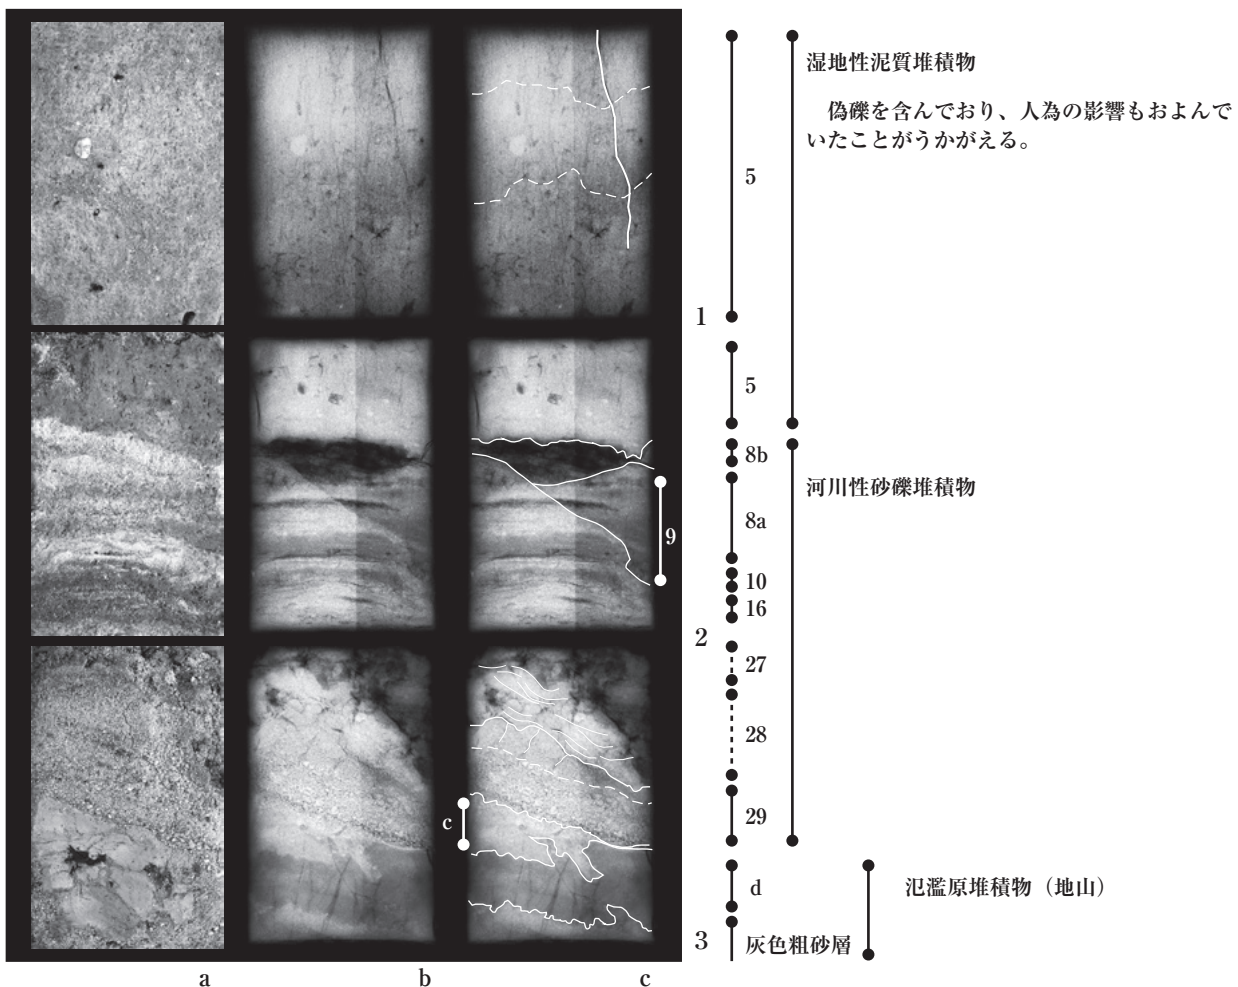 湿地性泥質堆積物
偽礫を含んでおり、人為の影響もおよんで
いたことがうかがえる。
5
1
5
8b
河川性砂礫堆積物
8a
9
10
16
2
27
28
29
c
d
氾濫原堆積物（地山）
3
灰色粗砂層
a
b
c